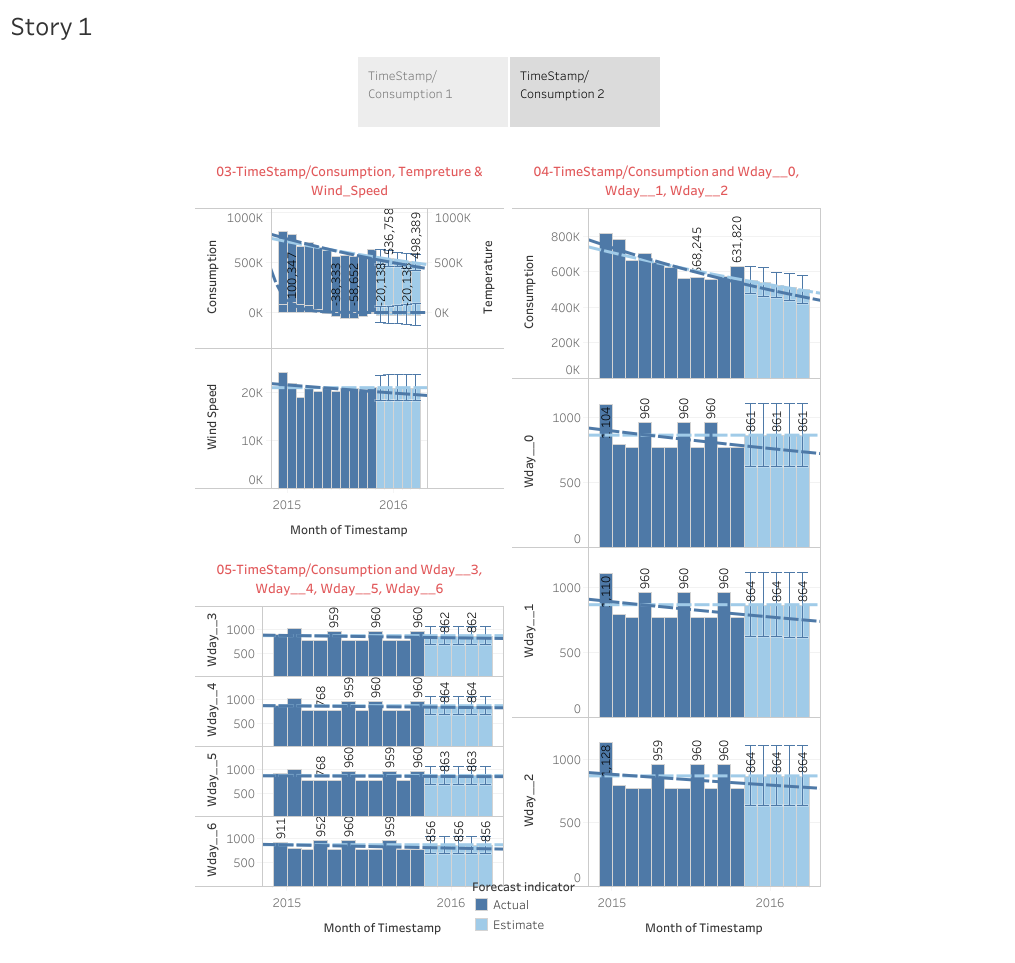 Story 1
TimeStamp/
Consumption 1
TimeStamp/
Consumption 2
03-TimeStamp/Consumption, Tempreture &
Wind_Speed
Consumption
1000K
500K
0K
100,347
-38,333
-58,652
-20,138
536,758
-20,138
498,389
1000K
500K
0K
Temperature
Wind Speed
20K
10K
0K
2015
2016
Month of Timestamp
04-TimeStamp/Consumption and Wday__0,
Wday__1, Wday__2
Consumption
800K
600K
400K
200K
0K
568,245
631,820
Wday__0
1000
500
0
960
960
960
861
861
861
Wday__1
1000
500
0
960
960
960
864
864
864
Wday__2
1000
500
0
1,128
959
960
960
864
864
864
2015
2016
Month of Timestamp
05-TimeStamp/Consumption and Wday__3,
Wday__4, Wday__5, Wday__6
Wday__3
1000
500
959
960
960
862
862
Wday__4
1000
500
768
959
960
960
864
864
Wday__5
1000
500
768
960
959
960
863
863
Wday__6
1000
500
911
952
960
959
856
856
856
2015
2016
Month of Timestamp
Forecast indicator
Actual
Estimate